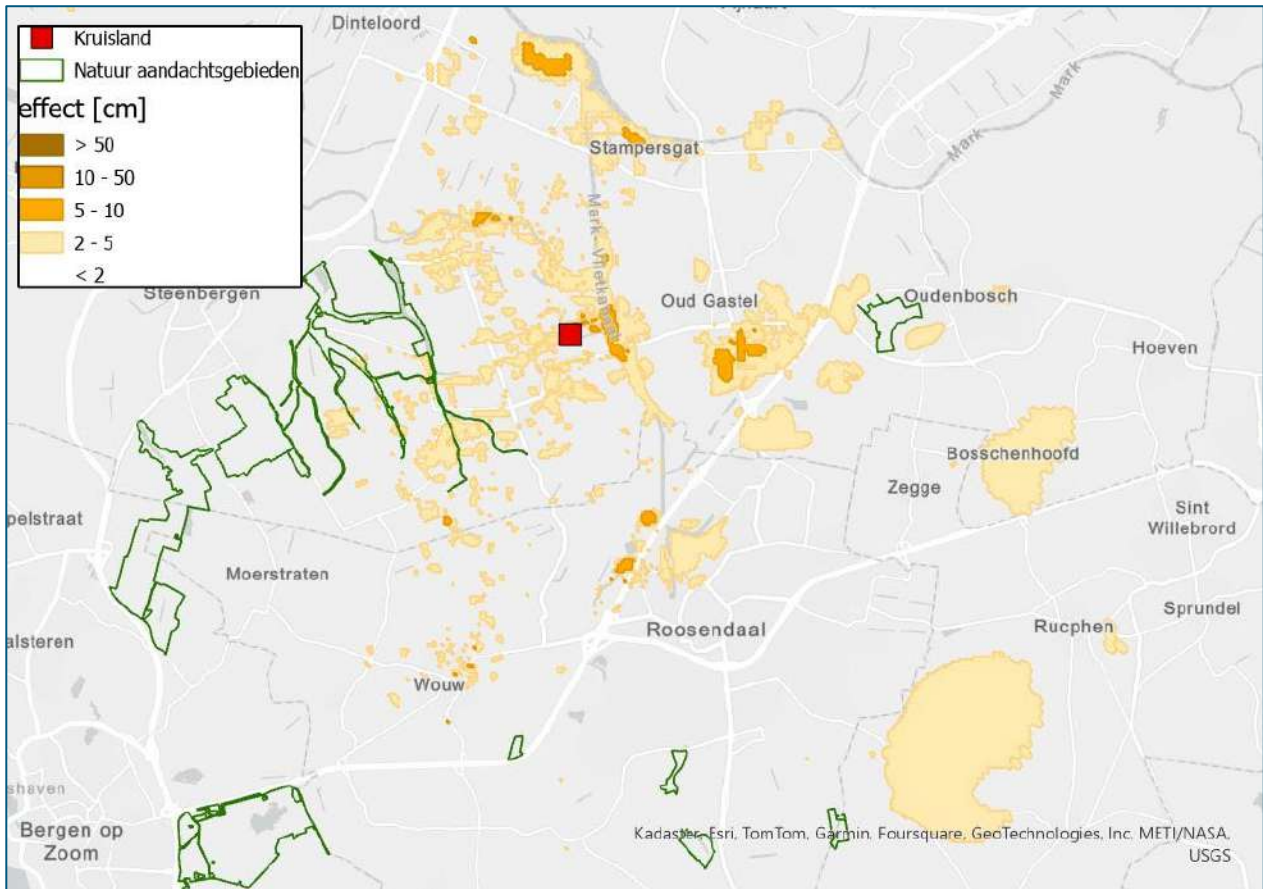 Dinteloord
Kruisland
Natuur aandachtsgebieden
effect [cm]
> 50
10 - 50
5 - 10
2 - 5
< 2
Mark
Mark
Stampersgat
Steenbergen
Oud Gastel
Oudenbosch
Hoeven
Bosschenhoofd
Zegge
Sint
Willebrord
pelstraat
Moerstraten
Sprundel
Rucphen
alsteren
Roosendaal
Wouw
shaven
Bergen op
Zoom
Kadaster, Esri, TomTom, Garmin, Foursquare, GeoTechnologies, Inc, METI/NASA,
USGS